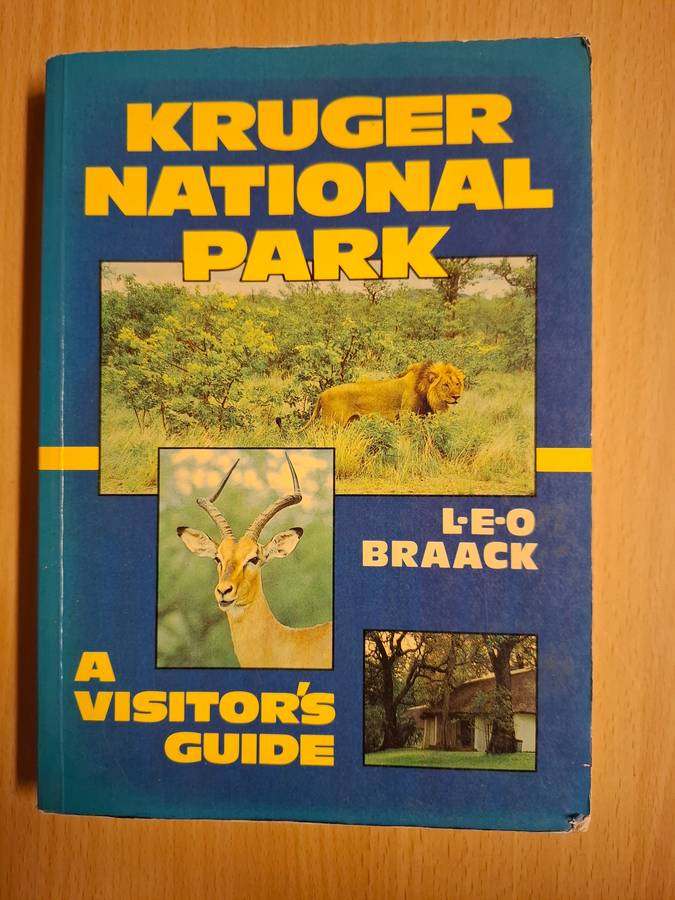 KRUGER
NATIONAL
PARK
L·E·O
BRAACK
A
VISITOR'S
GUIDE